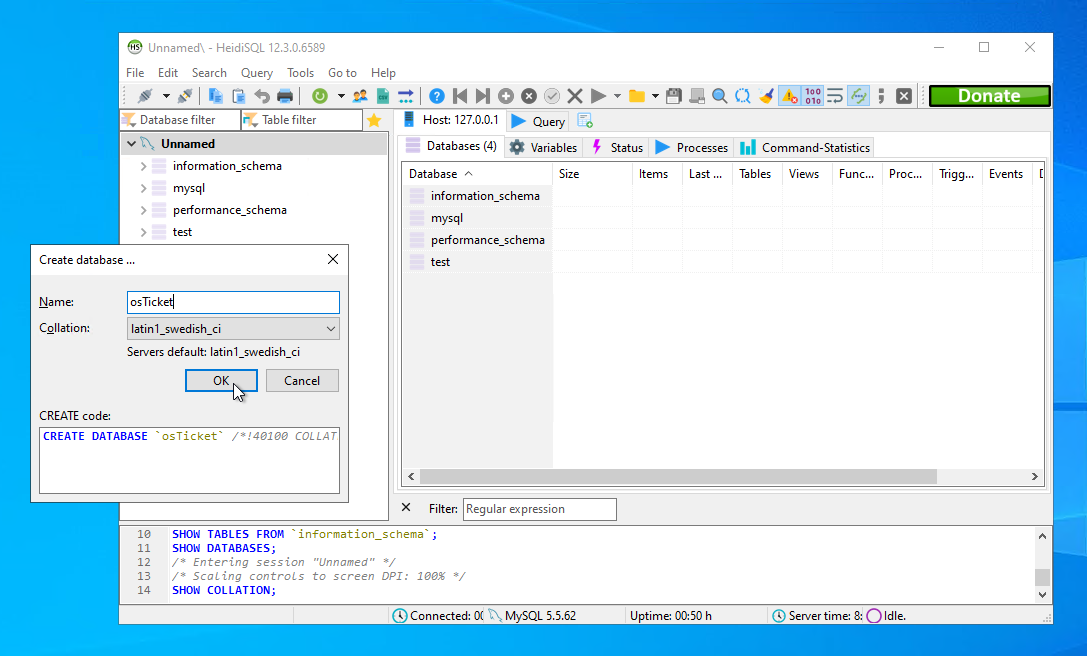 Unnamed\ - HeidiSQL 12.3.0.6589
File Edit Search Query Tools Go to Help
Donate
Database filter Table filter
Host: 127.0.0.1 Query
Unnamed
information_schema
mysql
performance_schema
test
Databases (4) Variables Status Processes Command-Statistics
Database Size Items Last ... Tables Views Func... Proc... Trigg... Events
information_schema
mysql
performance_schema
test
Create database ...
Name: osTicket
Collation: latin1_swedish_ci
Servers default: latin1_swedish_ci
OK Cancel
CREATE code:
CREATE DATABASE `osTicket` /*!40100 COLLAT
Filter: Regular expression
10 SHOW TABLES FROM `information_schema`;
11 SHOW DATABASES;
12 /* Entering session "Unnamed" */
13 /* Scaling controls to screen DPI: 100% */
14 SHOW COLLATION;
Connected: 00 MySQL 5.5.62 Uptime: 00:50 h Server time: 8: Idle.